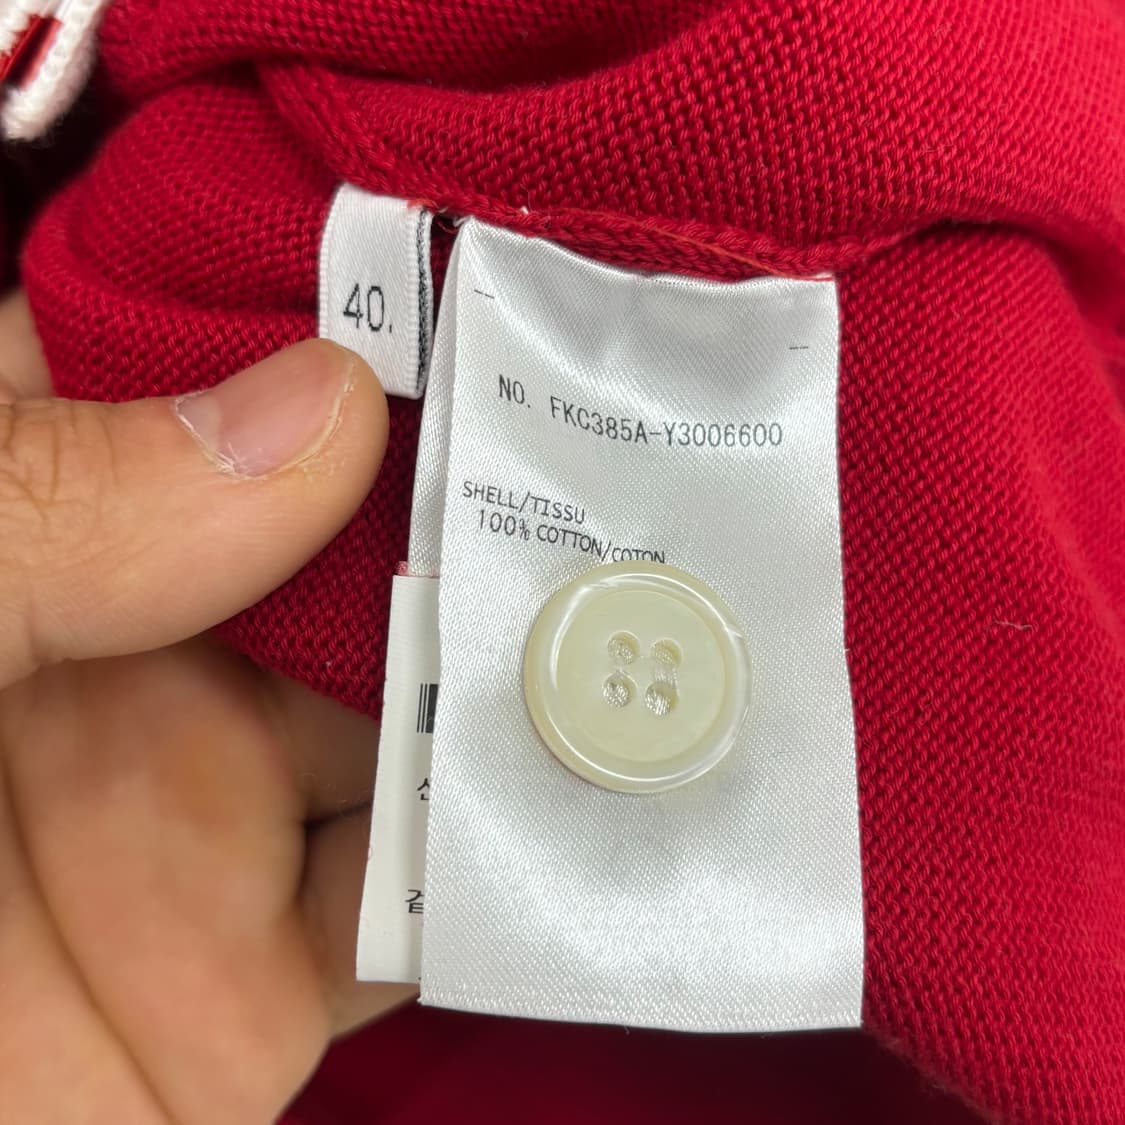 40.
NO. FKC385A-Y3006600
SHELL/TISSU
100% COTTON/COTON